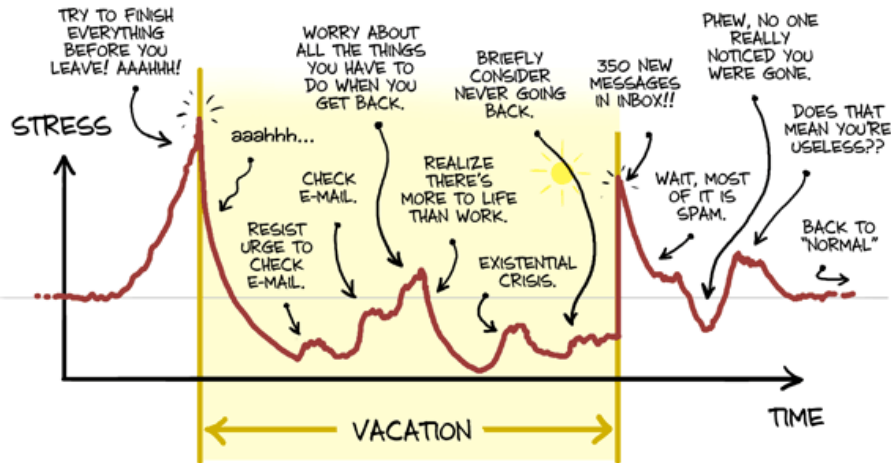 TRY TO FINISH
EVERYTHING
BEFORE YOU
LEAVE! AAAHHH!
STRESS
aaahhh...
RESIST
URGE TO
CHECK
E-MAIL.
CHECK
E-MAIL.
WORRY ABOUT
ALL THE THINGS
YOU HAVE TO
DO WHEN YOU
GET BACK.
REALIZE
THERE'S
MORE TO LIFE
THAN WORK.
EXISTENTIAL
CRISIS.
BRIEFLY
CONSIDER
NEVER GOING
BACK.
350 NEW
MESSAGES
IN INBOX!!
WAIT, MOST
OF IT IS
SPAM.
PHEW, NO ONE
REALLY
NOTICED YOU
WERE GONE.
DOES THAT
MEAN YOU'RE
USELESS??
BACK TO
"NORMAL"
VACATION
TIME